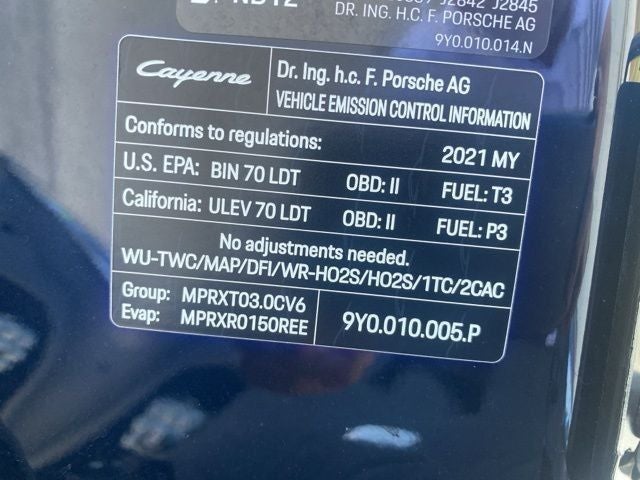 J2842 J2845
DR. ING. H.C. F. PORSCHE AG
9Y0.010.014.N
Cayenne
Dr. Ing. h.c. F. Porsche AG
VEHICLE EMISSION CONTROL INFORMATION
Conforms to regulations: 2021 MY
U.S. EPA: BIN 70 LDT OBD: II FUEL: T3
California: ULEV 70 LDT OBD: II FUEL: P3
No adjustments needed.
WU-TWC/MAP/DFI/WR-HO2S/HO2S/1TC/2CAC
Group: MPRXT03.0CV6
Evap: MPRXR0150REE
9Y0.010.005.P